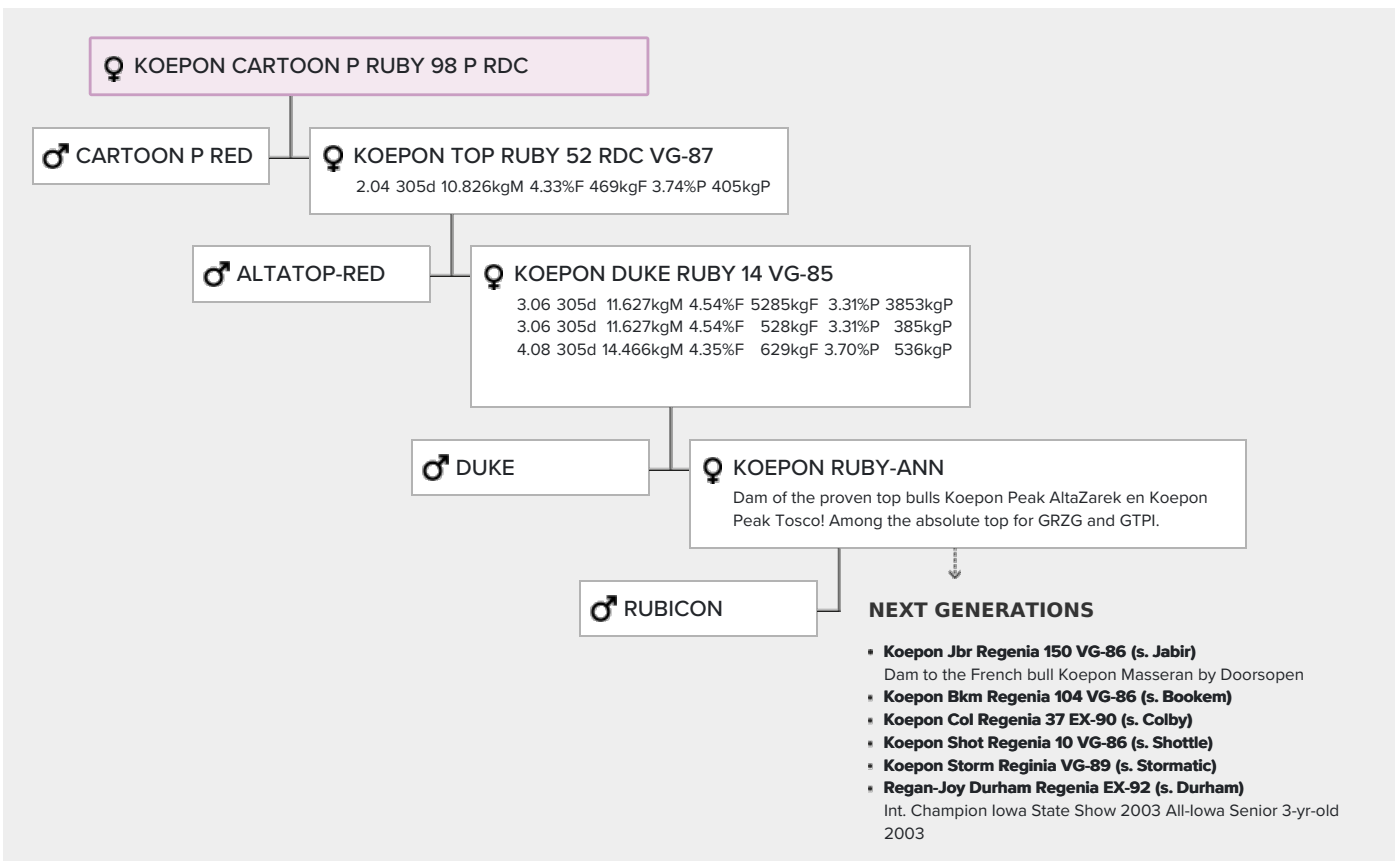 KOEPON CARTOON P RUBY 98 P RDC
CARTOON P RED
KOEPON TOP RUBY 52 RDC VG-87
2.04 305d 10.826kgM 4.33%F 469kgF 3.74%P 405kgP
ALTATOP-RED
KOEPON DUKE RUBY 14 VG-85
3.06 305d 11.627kgM 4.54%F 5285kgF 3.31%P 3853kgP
3.06 305d 11.627kgM 4.54%F 528kgF 3.31%P 385kgP
4.08 305d 14.466kgM 4.35%F 629kgF 3.70%P 536kgP
DUKE
KOEPON RUBY-ANN
Dam of the proven top bulls Koepon Peak AltaZarek en Koepon
Peak Tosco! Among the absolute top for GRZG and GTPI.
RUBICON
NEXT GENERATIONS
Koepon Jbr Regenia 150 VG-86 (s. Jabir)
Dam to the French bull Koepon Masseran by Doorsopen
Koepon Bkm Regenia 104 VG-86 (s. Bookem)
Koepon Col Regenia 37 EX-90 (s. Colby)
Koepon Shot Regenia 10 VG-86 (s. Shottle)
Koepon Storm Reginia VG-89 (s. Stormatic)
Regan-Joy Durham Regenia EX-92 (s. Durham)
Int. Champion Iowa State Show 2003 All-Iowa Senior 3-yr-old
2003